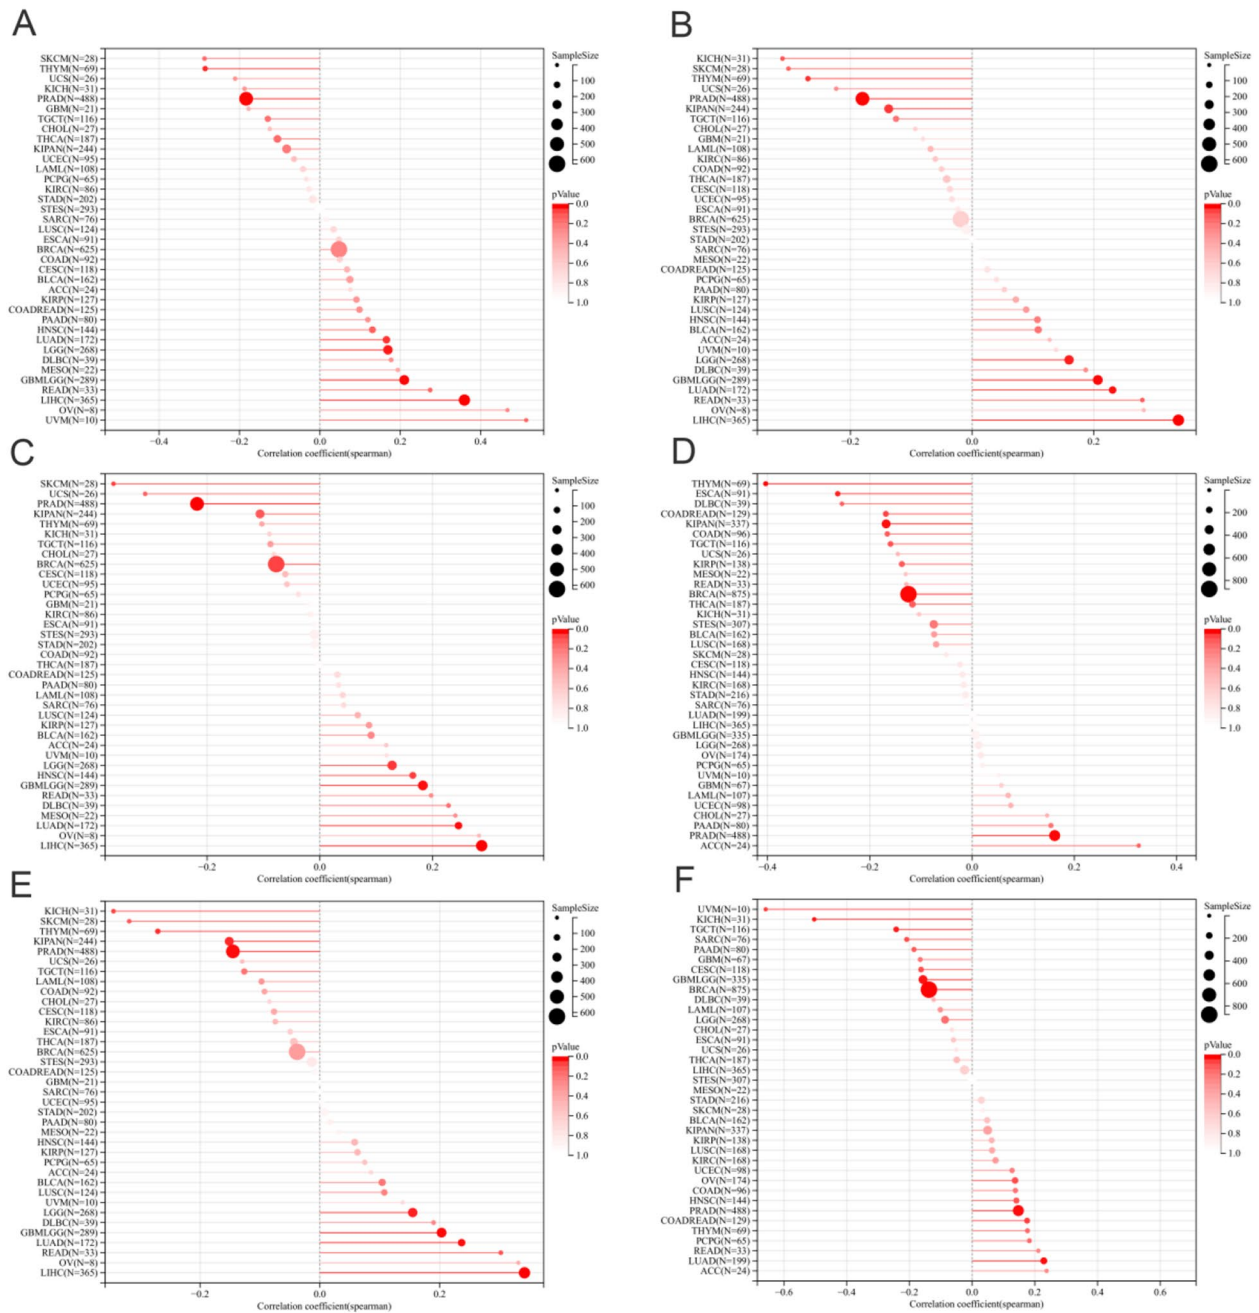 A
SKCM(N=28)
THYM(N=69)
UCS(N=26)
KICH(N=31)
PRAD(N=488)
GBM(N=21)
TGCT(N=116)
CHOL(N=27)
THCA(N=187)
KIPAN(N=244)
UCEC(N=95)
LAML(N=108)
PCPG(N=65)
KIRC(N=86)
STAD(N=202)
STES(N=293)
SARC(N=76)
LUSC(N=124)
ESCA(N=91)
BRCA(N=625)
COAD(N=92)
CESC(N=118)
BLCA(N=162)
ACC(N=24)
KIRP(N=127)
COADREAD(N=125)
PAAD(N=80)
HNSC(N=144)
LUAD(N=172)
LGG(N=268)
DLBC(N=39)
MESO(N=22)
GBMLGG(N=289)
READ(N=33)
LIHC(N=365)
OV(N=8)
UVM(N=10)
−0.4 −0.2 0.0 0.2 0.4
Correlation coefficient(spearman)
SampleSize
100
200
300
400
500
600
pValue
0.0
0.2
0.4
0.6
0.8
1.0
B
KICH(N=31)
SKCM(N=28)
THYM(N=69)
UCS(N=26)
PRAD(N=488)
KIPAN(N=244)
TGCT(N=116)
CHOL(N=27)
GBM(N=21)
LAML(N=108)
KIRC(N=86)
COAD(N=92)
THCA(N=187)
CESC(N=118)
UCEC(N=95)
ESCA(N=91)
BRCA(N=625)
STES(N=293)
STAD(N=202)
SARC(N=76)
MESO(N=22)
COADREAD(N=125)
PCPG(N=65)
PAAD(N=80)
KIRP(N=127)
LUSC(N=124)
HNSC(N=144)
BLCA(N=162)
ACC(N=24)
UVM(N=10)
LGG(N=268)
DLBC(N=39)
GBMLGG(N=289)
LUAD(N=172)
READ(N=33)
OV(N=8)
LIHC(N=365)
−0.2 0.0 0.2
Correlation coefficient(spearman)
SampleSize
100
200
300
400
500
600
pValue
0.0
0.2
0.4
0.6
0.8
1.0
C
SKCM(N=28)
UCS(N=26)
PRAD(N=488)
KIPAN(N=244)
THYM(N=69)
KICH(N=31)
TGCT(N=116)
CHOL(N=27)
BRCA(N=625)
CESC(N=118)
UCEC(N=95)
PCPG(N=65)
GBM(N=21)
KIRC(N=86)
ESCA(N=91)
STES(N=293)
STAD(N=202)
COAD(N=92)
THCA(N=187)
COADREAD(N=125)
PAAD(N=80)
LAML(N=108)
SARC(N=76)
LUSC(N=124)
KIRP(N=127)
BLCA(N=162)
ACC(N=24)
UVM(N=10)
LGG(N=268)
HNSC(N=144)
GBMLGG(N=289)
READ(N=33)
DLBC(N=39)
MESO(N=22)
LUAD(N=172)
OV(N=8)
LIHC(N=365)
−0.2 0.0 0.2
Correlation coefficient(spearman)
SampleSize
100
200
300
400
500
600
pValue
0.0
0.2
0.4
0.6
0.8
1.0
D
THYM(N=69)
ESCA(N=91)
DLBC(N=39)
COADREAD(N=129)
KIPAN(N=337)
COAD(N=96)
TGCT(N=116)
UCS(N=26)
KIRP(N=138)
MESO(N=22)
READ(N=33)
BRCA(N=875)
THCA(N=187)
KICH(N=31)
STES(N=307)
BLCA(N=162)
LUSC(N=168)
SKCM(N=28)
CESC(N=118)
HNSC(N=144)
KIRC(N=168)
STAD(N=216)
SARC(N=76)
LUAD(N=199)
LIHC(N=365)
GBMLGG(N=335)
LGG(N=268)
OV(N=174)
PCPG(N=65)
UVM(N=10)
GBM(N=67)
LAML(N=107)
UCEC(N=98)
CHOL(N=27)
PAAD(N=80)
PRAD(N=488)
ACC(N=24)
−0.4 −0.2 0.0 0.2 0.4
Correlation coefficient(spearman)
SampleSize
200
400
600
800
pValue
0.0
0.2
0.4
0.6
0.8
1.0
E
KICH(N=31)
SKCM(N=28)
THYM(N=69)
KIPAN(N=244)
PRAD(N=488)
UCS(N=26)
TGCT(N=116)
LAML(N=108)
COAD(N=92)
CHOL(N=27)
CESC(N=118)
KIRC(N=86)
ESCA(N=91)
THCA(N=187)
BRCA(N=625)
STES(N=293)
COADREAD(N=125)
GBM(N=21)
SARC(N=76)
UCEC(N=95)
STAD(N=202)
PAAD(N=80)
MESO(N=22)
HNSC(N=144)
KIRP(N=127)
PCPG(N=65)
ACC(N=24)
BLCA(N=162)
LUSC(N=124)
UVM(N=10)
LGG(N=268)
DLBC(N=39)
GBMLGG(N=289)
LUAD(N=172)
READ(N=33)
OV(N=8)
LIHC(N=365)
−0.2 0.0 0.2
Correlation coefficient(spearman)
SampleSize
100
200
300
400
500
600
pValue
0.0
0.2
0.4
0.6
0.8
1.0
F
UVM(N=10)
KICH(N=31)
TGCT(N=116)
SARC(N=76)
PAAD(N=80)
GBM(N=67)
CESC(N=118)
GBMLGG(N=335)
BRCA(N=875)
DLBC(N=39)
LAML(N=107)
LGG(N=268)
CHOL(N=27)
ESCA(N=91)
UCS(N=26)
THCA(N=187)
LIHC(N=365)
STES(N=307)
MESO(N=22)
STAD(N=216)
SKCM(N=28)
BLCA(N=162)
KIPAN(N=337)
KIRP(N=138)
LUSC(N=168)
KIRC(N=168)
UCEC(N=98)
OV(N=174)
COAD(N=96)
HNSC(N=144)
PRAD(N=488)
COADREAD(N=129)
THYM(N=69)
PCPG(N=65)
READ(N=33)
LUAD(N=199)
ACC(N=24)
−0.6 −0.4 −0.2 0.0 0.2 0.4 0.6
Correlation coefficient(spearman)
SampleSize
200
400
600
800
pValue
0.0
0.2
0.4
0.6
0.8
1.0